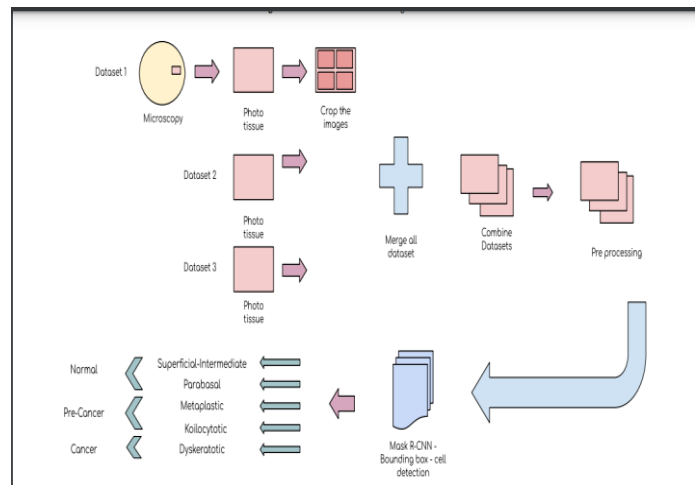 Dataset 1
Microscopy
Photo
tissue
Crop the
images
Dataset 2
Photo
tissue
Dataset 3
Photo
tissue
Merge all
dataset
Combine
Datasets
Pre processing
Mask R-CNN -
Bounding box - cell
detection
Superficial-Intermediate
Parabasal
Metaplastic
Koilocytotic
Dyskeratotic
Normal
Pre-Cancer
Cancer